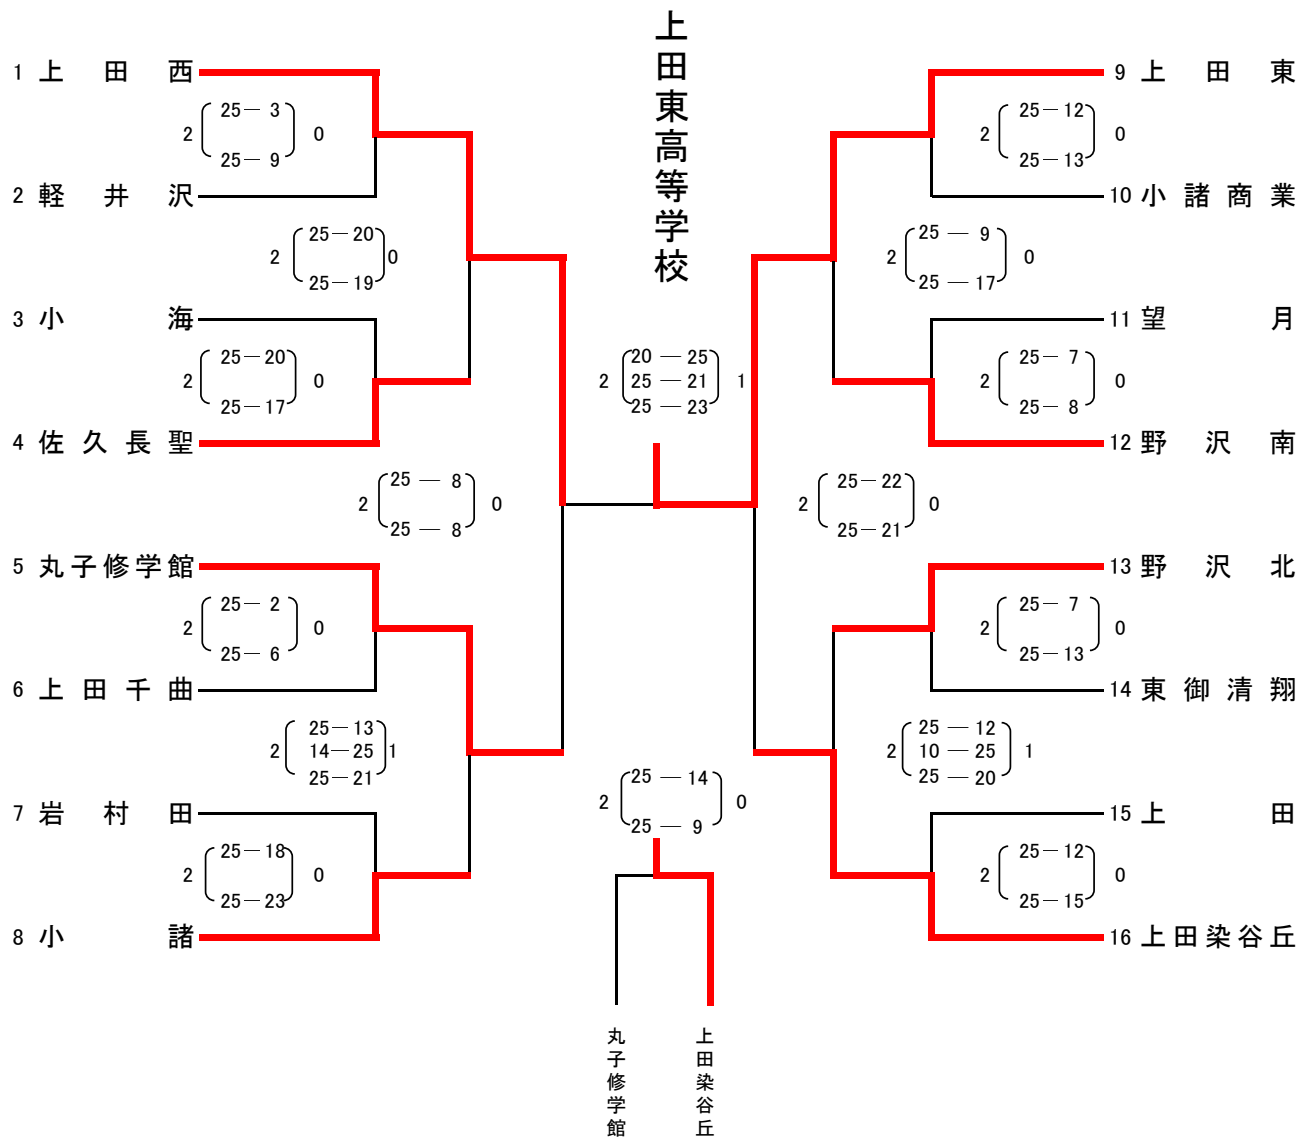 上田東高等学校
1 上田西
25－3
2 0
25－9
2 軽井沢
25－20
2 0
25－19
3 小海
25－20
2 0
25－17
4 佐久長聖
25－8
2 0
25－8
5 丸子修学館
25－2
2 0
25－6
6 上田千曲
25－13
2 14－25 1
25－21
7 岩村田
25－18
2 0
25－23
8 小諸
20－25
2 25－21 1
25－23
9 上田東
25－12
2 0
25－13
10 小諸商業
25－9
2 0
25－17
11 望月
25－7
2 0
25－8
12 野沢南
25－22
2 0
25－21
13 野沢北
25－7
2 0
25－13
14 東御清翔
25－12
2 10－25 1
25－20
15 上田
25－12
2 0
25－15
16 上田染谷丘
25－14
2 0
25－9
丸子修学館
上田染谷丘